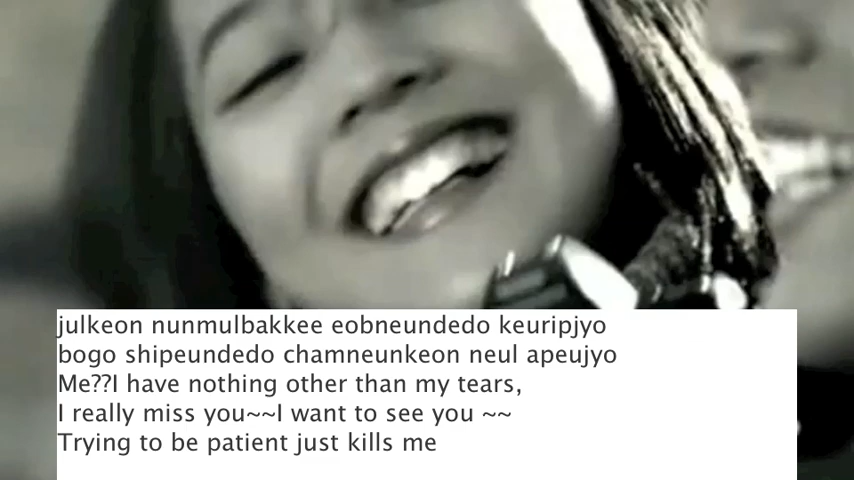 julkeon nunmulbakkee eobneundedo keuripjyo
bogo shipeundedo chamneunkeon neul apeujyo
Me??I have nothing other than my tears,
I really miss you~~I want to see you ~~
Trying to be patient just kills me